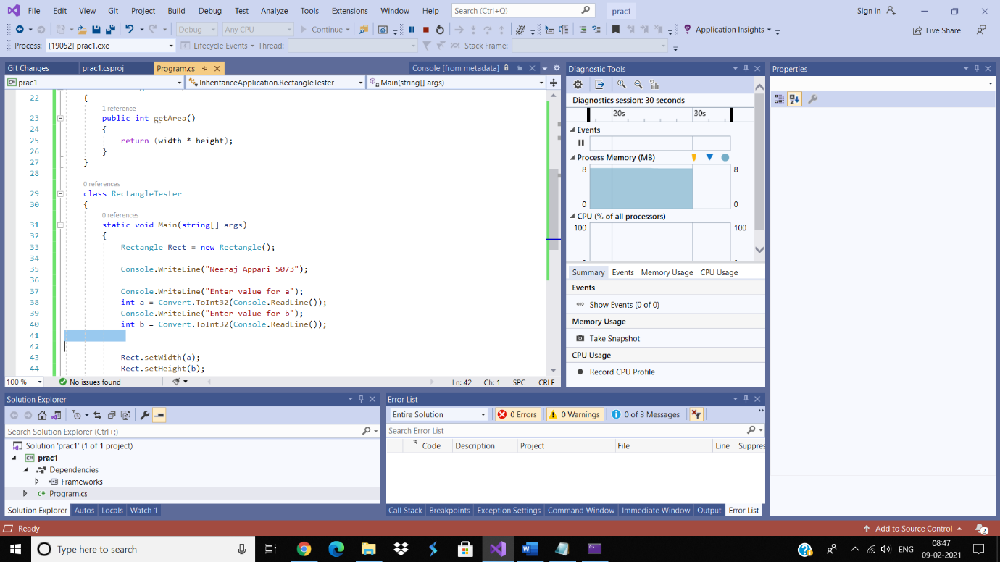 File Edit View Git Project Build Debug Test Analyze Tools Extensions Window Help Search (Ctrl+Q) prac1 Sign in
Debug Any CPU Continue Application Insights Live Share
Process: [19052] prac1.exe Lifecycle Events Thread: Stack Frame:
Git Changes prac1.csproj Program.cs Console [from metadata]
prac1 InheritanceApplication.RectangleTester Main(string[] args)
22 {
1 reference
23 public int getArea()
24 {
25 return (width * height);
26 }
27 }
28
0 references
29 class RectangleTester
30 {
0 references
31 static void Main(string[] args)
32 {
33 Rectangle Rect = new Rectangle();
34
35 Console.WriteLine("Neeraj Appari S073");
36
37 Console.WriteLine("Enter value for a");
38 int a = Convert.ToInt32(Console.ReadLine());
39 Console.WriteLine("Enter value for b");
40 int b = Convert.ToInt32(Console.ReadLine());
41
42
43 Rect.setWidth(a);
44 Rect.setHeight(b);
100 % No issues found Ln: 42 Ch: 1 SPC CRLF
Diagnostic Tools
Diagnostics session: 30 seconds
20s 30s
Events
Process Memory (MB)
8 8
0 0
CPU (% of all processors)
100 100
Summary Events Memory Usage CPU Usage
Events
Show Events (0 of 0)
Memory Usage
Take Snapshot
CPU Usage
Record CPU Profile
Properties
Solution Explorer
Search Solution Explorer (Ctrl+;)
Solution 'prac1' (1 of 1 project)
prac1
Dependencies
Frameworks
C# Program.cs
Solution Explorer Autos Locals Watch 1
Error List
Entire Solution 0 Errors 0 Warnings 0 of 3 Messages
Search Error List
Code Description Project File Line Suppres
Call Stack Breakpoints Exception Settings Command Window Immediate Window Output Error List
Ready Add to Source Control 2
Type here to search ENG 08:47
09-02-2021